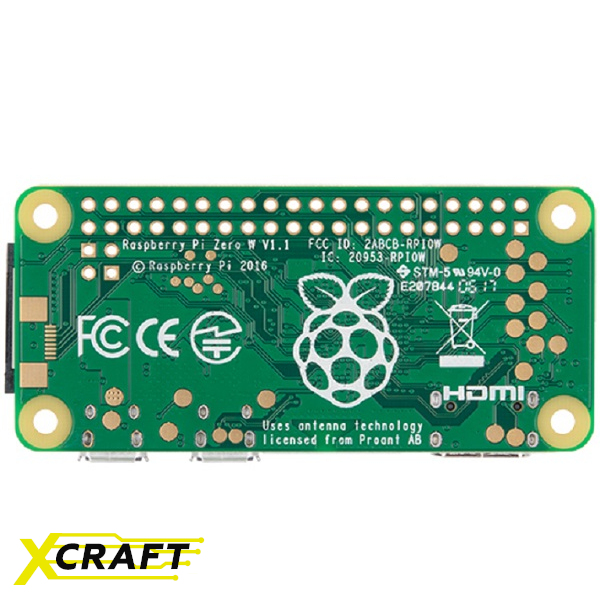 Raspberry Pi Zero W V1.1
FCC ID: 2ABCB-RPI0W
IC: 20953-RPI0W
© Raspberry Pi 2016
STM-5 94V-0
E207844 0517
FC CE
HDMI
Uses antenna technology
licensed from Proant AB
XCRAFT